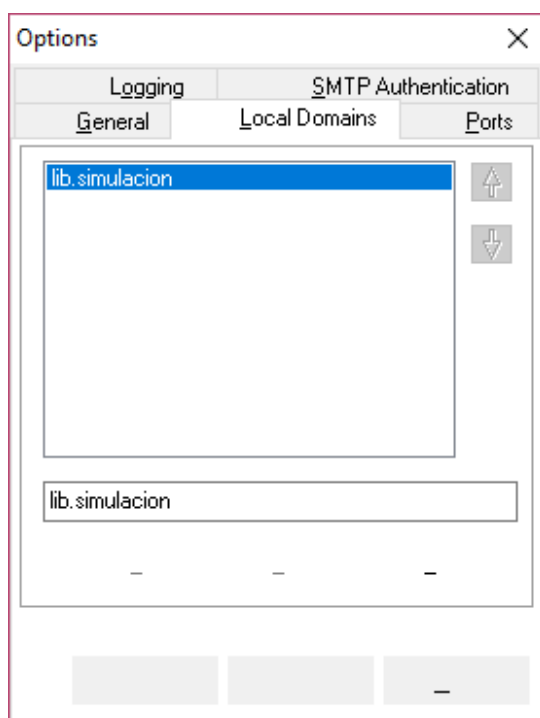 Options
Logging SMTP Authentication
General Local Domains Ports
lib.simulacion
lib.simulacion